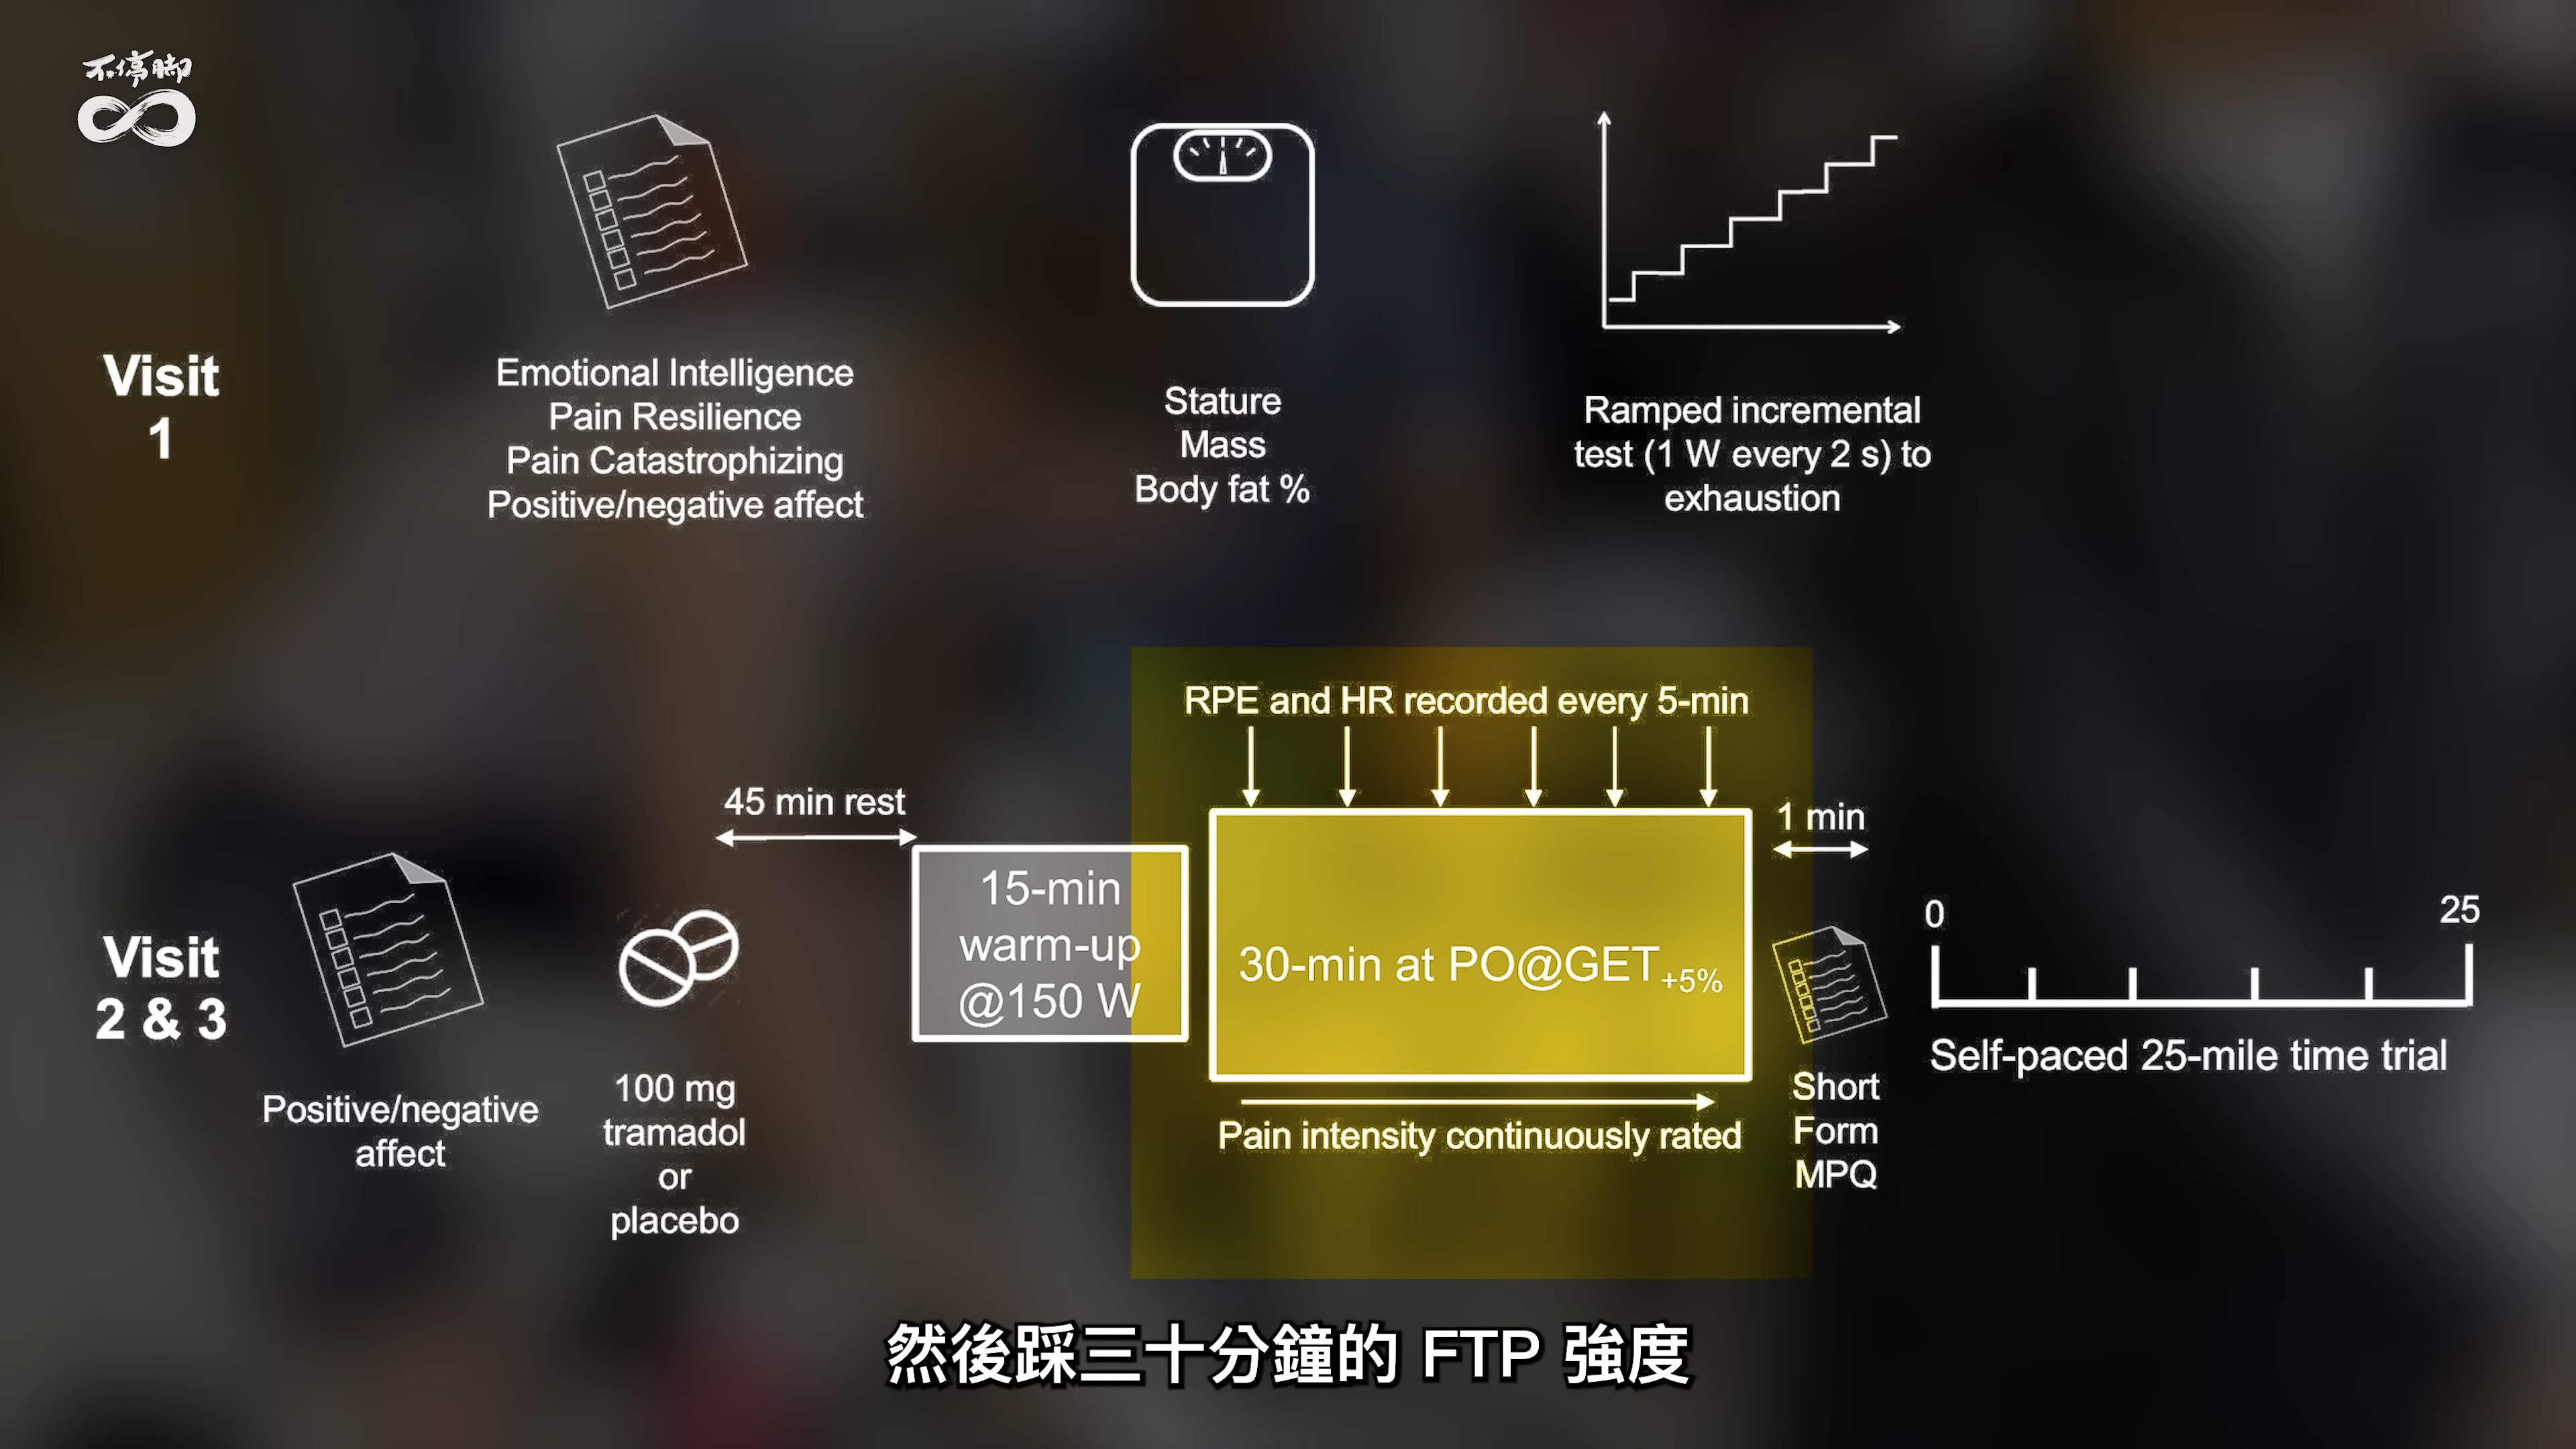 不停脚
Visit
1
Emotional Intelligence
Pain Resilience
Pain Catastrophizing
Positive/negative affect
Stature
Mass
Body fat %
Ramped incremental
test (1 W every 2 s) to
exhaustion
Visit
2 & 3
Positive/negative
affect
100 mg
tramadol
or
placebo
45 min rest
15-min
warm-up
@150 W
RPE and HR recorded every 5-min
30-min at PO@GET+5%
Pain intensity continuously rated
1 min
Short
Form
MPQ
0
25
Self-paced 25-mile time trial
然後踩三十分鐘的 FTP 強度